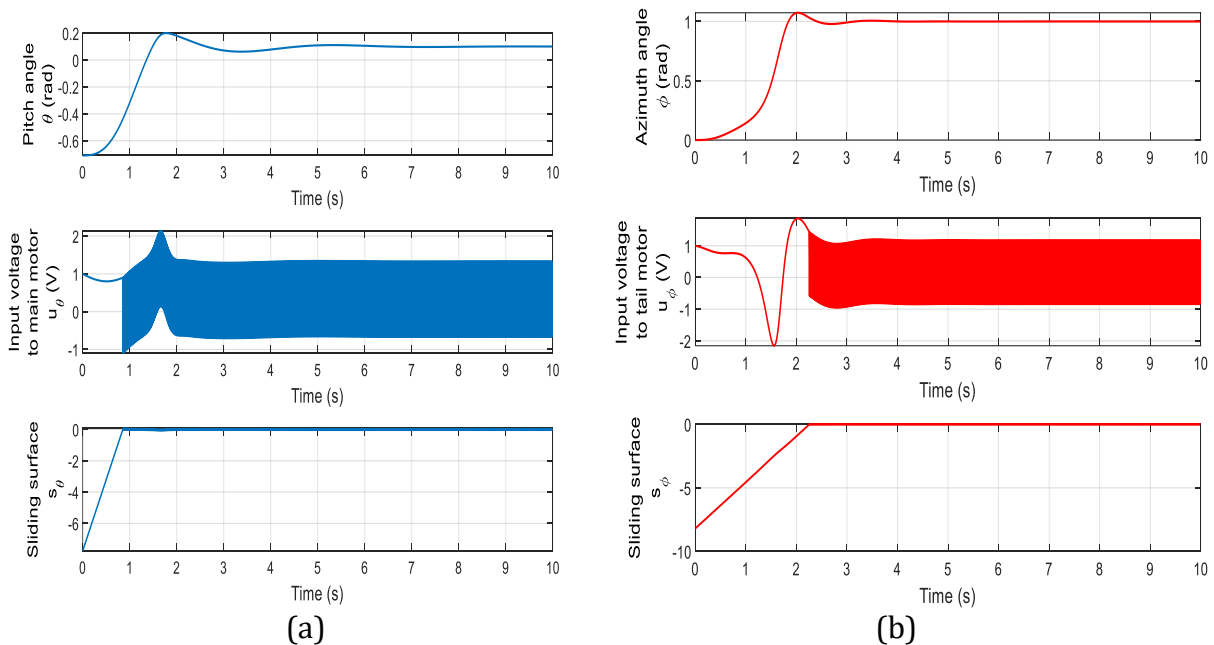 Pitch angle
θ (rad)
0.2
0
-0.2
-0.4
-0.6
0 1 2 3 4 5 6 7 8 9 10
Time (s)
Input voltage
to main motor
u_θ (V)
2
1
0
-1
0 1 2 3 4 5 6 7 8 9 10
Time (s)
Sliding surface
s_θ
0
-2
-4
-6
0 1 2 3 4 5 6 7 8 9 10
Time (s)
(a)
Azimuth angle
ϕ (rad)
1
0.5
0
0 1 2 3 4 5 6 7 8 9 10
Time (s)
Input voltage
to tail motor
u_ϕ (V)
1
0
-1
-2
0 1 2 3 4 5 6 7 8 9 10
Time (s)
Sliding surface
s_ϕ
0
-5
-10
0 1 2 3 4 5 6 7 8 9 10
Time (s)
(b)